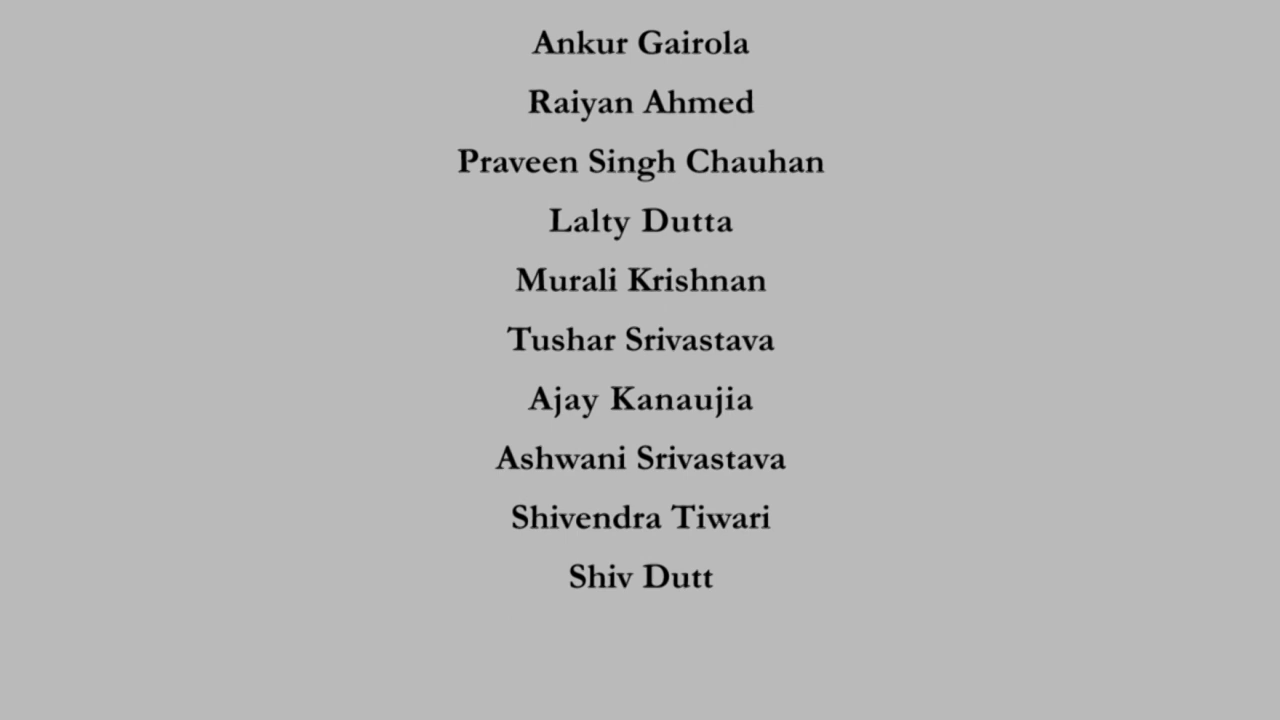 Ankur Gairola
Raiyan Ahmed
Praveen Singh Chauhan
Lalty Dutta
Murali Krishnan
Tushar Srivastava
Ajay Kanaujia
Ashwani Srivastava
Shivendra Tiwari
Shiv Dutt